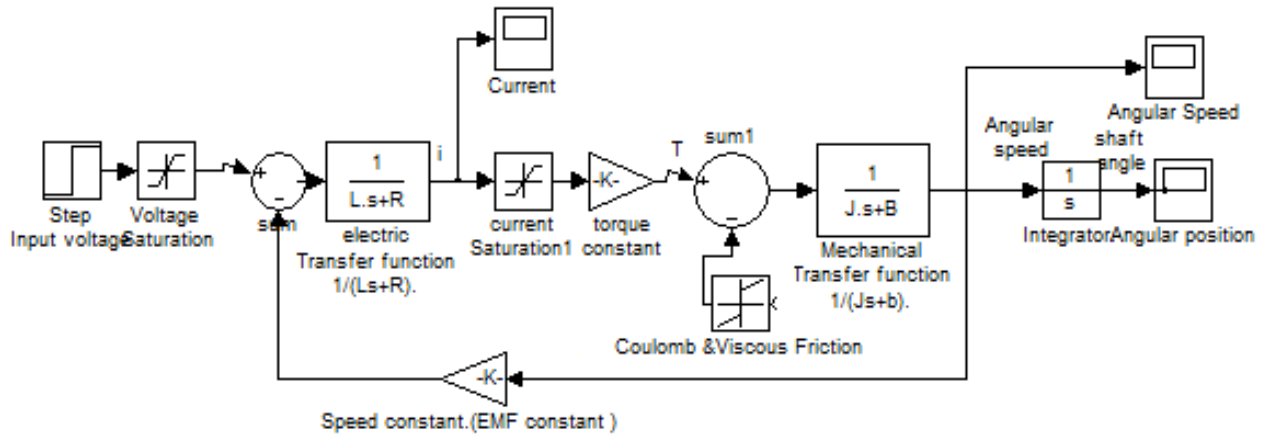 Current
Angular Speed
sum1
Angular
speed
shaft
angle
i
T
+
-
1
L.s+R
-K-
+
-
1
J.s+B
1
s
Step
Input voltage
Voltage
Saturation
sum
electric
Transfer function
1/(Ls+R).
current
Saturation1
torque
constant
Mechanical
Transfer function
1/(Js+b).
Integrator
Angular position
Coulomb &Viscous Friction
-K-
Speed constant.(EMF constant )